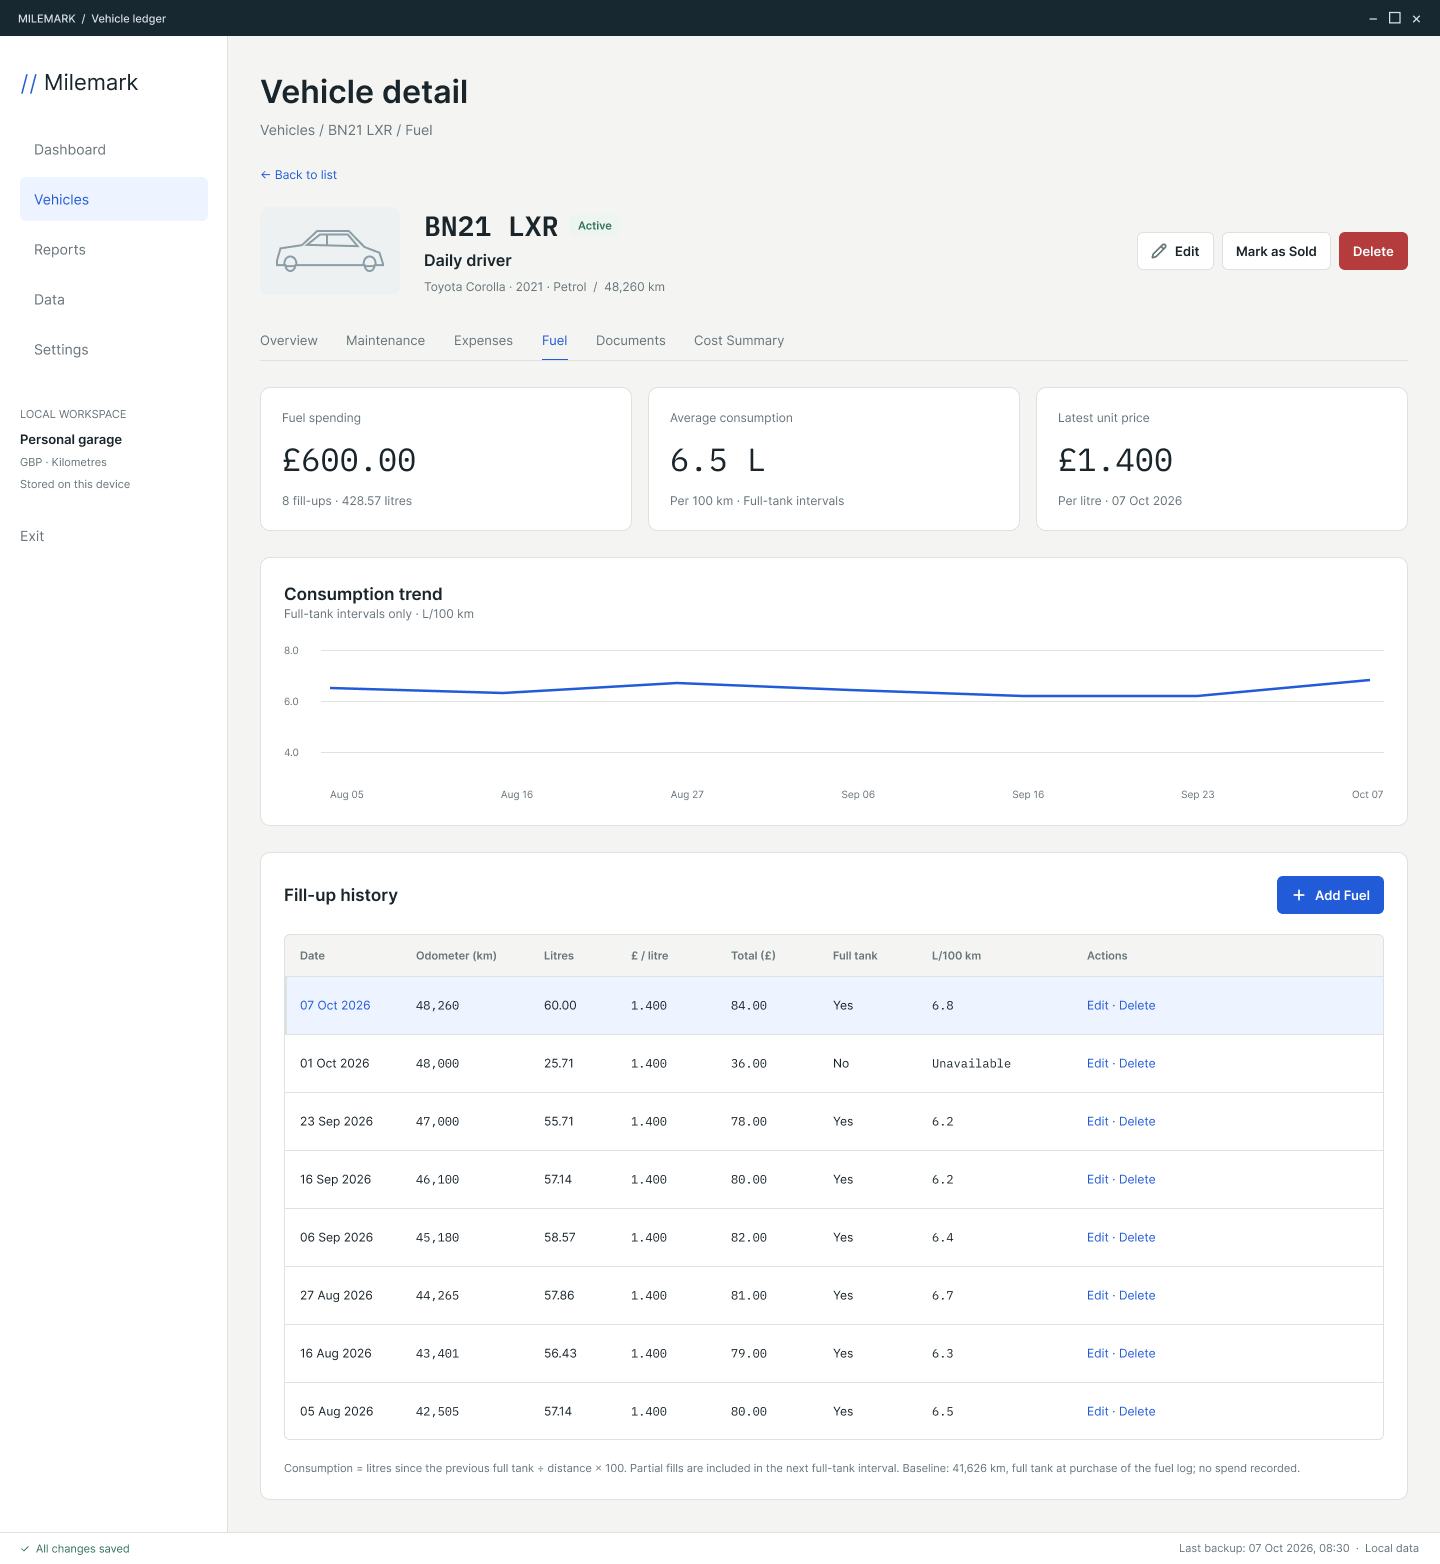 MILEMARK / Vehicle ledger
// Milemark
Dashboard
Vehicles
Reports
Data
Settings
LOCAL WORKSPACE
Personal garage
GBP · Kilometres
Stored on this device
Exit
Vehicle detail
Vehicles / BN21 LXR / Fuel
← Back to list
BN21 LXR Active
Daily driver
Toyota Corolla · 2021 · Petrol / 48,260 km
Edit Mark as Sold Delete
Overview Maintenance Expenses Fuel Documents Cost Summary
Fuel spending
£600.00
8 fill-ups · 428.57 litres
Average consumption
6.5 L
Per 100 km · Full-tank intervals
Latest unit price
£1.400
Per litre · 07 Oct 2026
Consumption trend
Full-tank intervals only · L/100 km
8.0
6.0
4.0
Aug 05 Aug 16 Aug 27 Sep 06 Sep 16 Sep 23 Oct 07
Fill-up history
+ Add Fuel
Date Odometer (km) Litres £ / litre Total (£) Full tank L/100 km Actions
07 Oct 2026 48,260 60.00 1.400 84.00 Yes 6.8 Edit · Delete
01 Oct 2026 48,000 25.71 1.400 36.00 No Unavailable Edit · Delete
23 Sep 2026 47,000 55.71 1.400 78.00 Yes 6.2 Edit · Delete
16 Sep 2026 46,100 57.14 1.400 80.00 Yes 6.2 Edit · Delete
06 Sep 2026 45,180 58.57 1.400 82.00 Yes 6.4 Edit · Delete
27 Aug 2026 44,265 57.86 1.400 81.00 Yes 6.7 Edit · Delete
16 Aug 2026 43,401 56.43 1.400 79.00 Yes 6.3 Edit · Delete
05 Aug 2026 42,505 57.14 1.400 80.00 Yes 6.5 Edit · Delete
Consumption = litres since the previous full tank ÷ distance × 100. Partial fills are included in the next full-tank interval. Baseline: 41,626 km, full tank at purchase of the fuel log; no spend recorded.
✓ All changes saved
Last backup: 07 Oct 2026, 08:30 · Local data